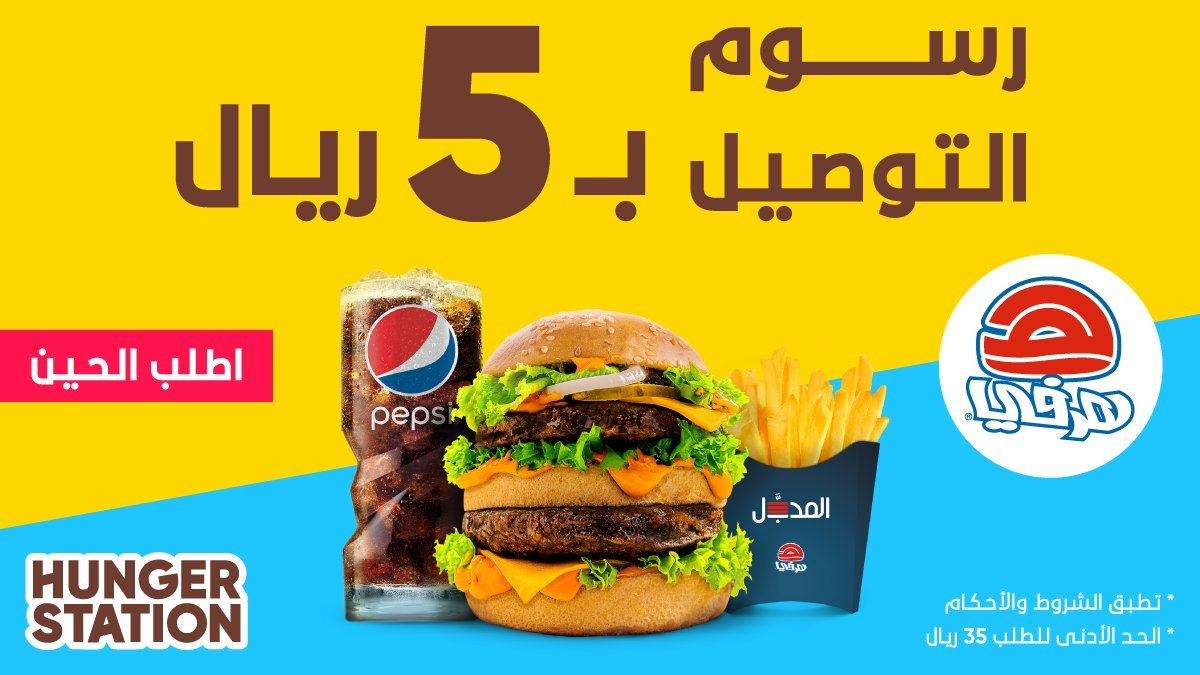 رسوم
التوصيل بـ 5 ريال
اطلب الحين
pepsi
هرفي
المدبَّل
هرفي
HUNGER
STATION
* تطبق الشروط والأحكام
* الحد الأدنى للطلب 35 ريال